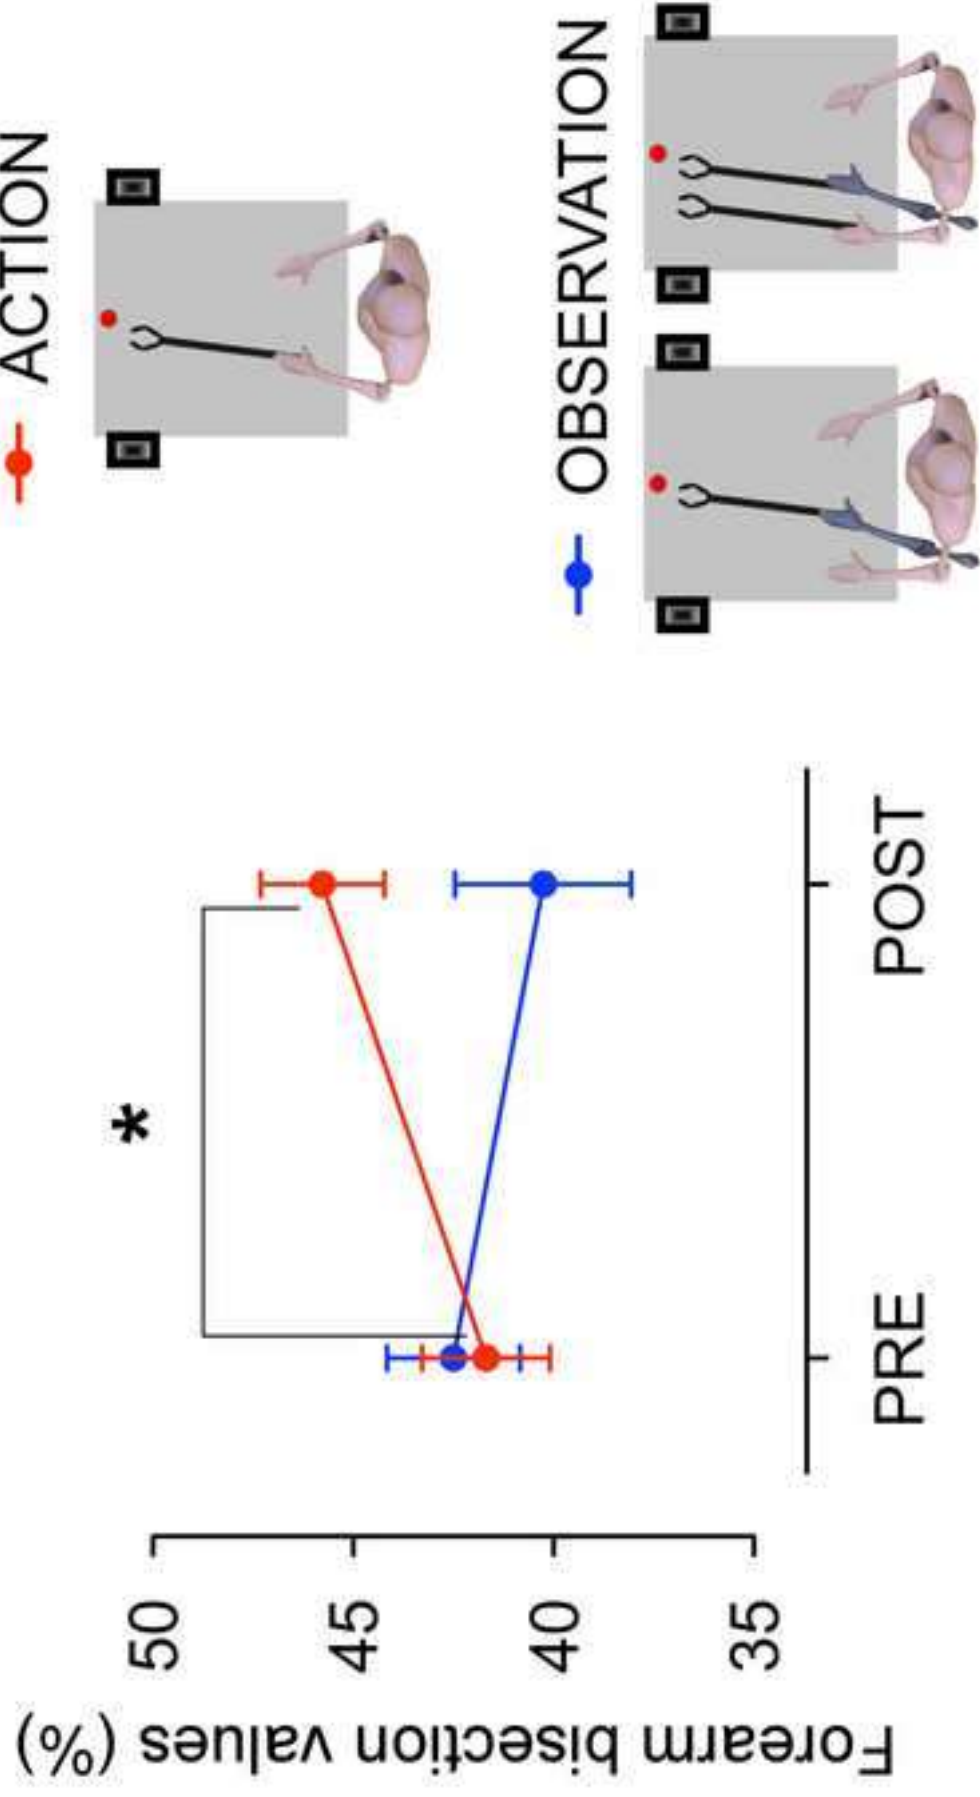 Forearm bisection values (%)
50
45
40
35
*
PRE
POST
ACTION
OBSERVATION